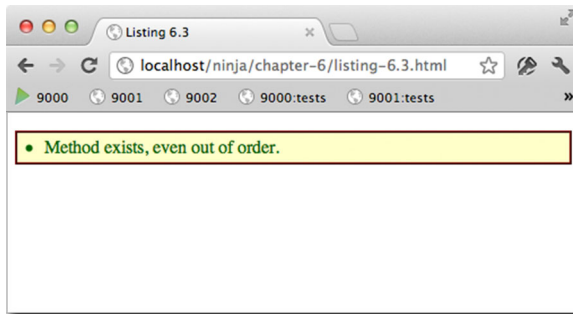 Listing 6.3
localhost/ninja/chapter-6/listing-6.3.html
9000 9001 9002 9000:tests 9001:tests »
• Method exists, even out of order.